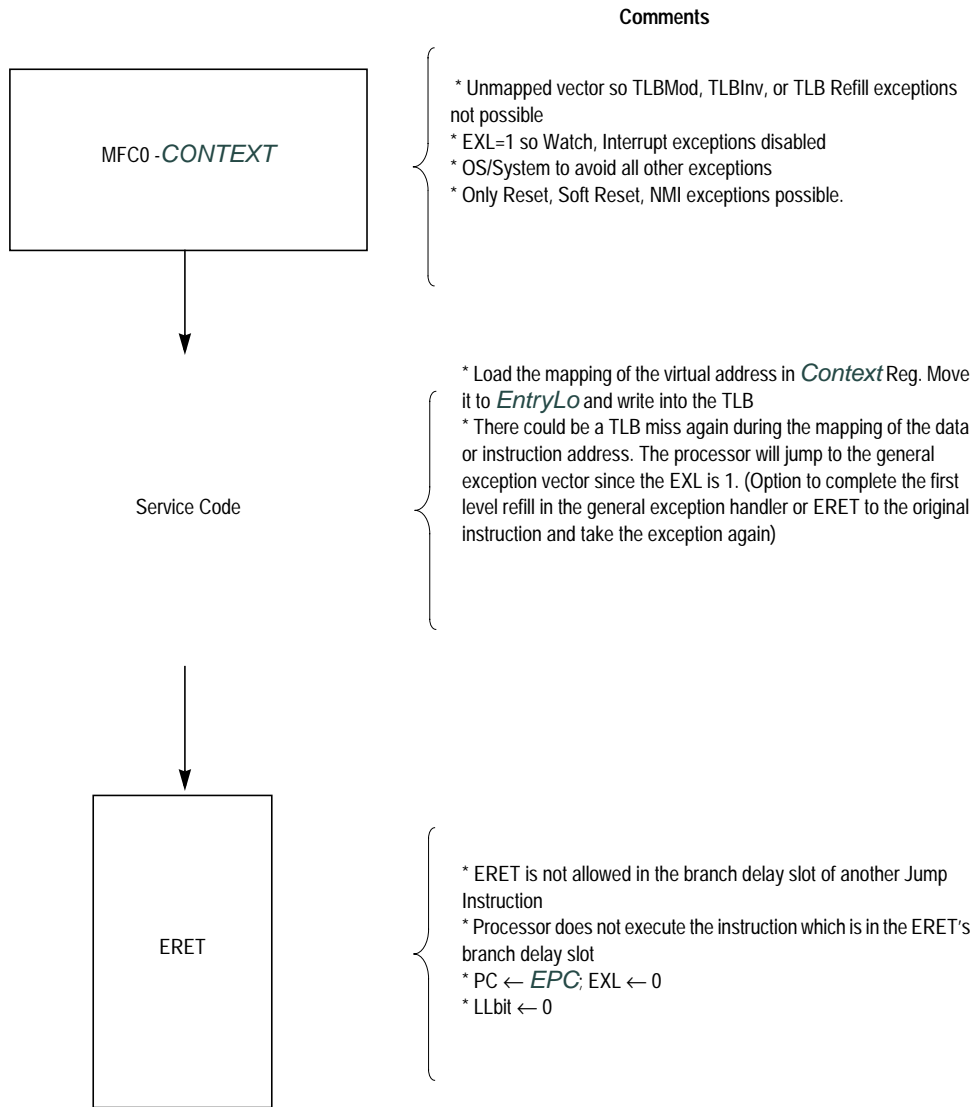 Comments
MFC0 -CONTEXT
* Unmapped vector so TLBMod, TLBInv, or TLB Refill exceptions
not possible
* EXL=1 so Watch, Interrupt exceptions disabled
* OS/System to avoid all other exceptions
* Only Reset, Soft Reset, NMI exceptions possible.
Service Code
* Load the mapping of the virtual address in Context Reg. Move
it to EntryLo and write into the TLB
* There could be a TLB miss again during the mapping of the data
or instruction address. The processor will jump to the general
exception vector since the EXL is 1. (Option to complete the first
level refill in the general exception handler or ERET to the original
instruction and take the exception again)
ERET
* ERET is not allowed in the branch delay slot of another Jump
Instruction
* Processor does not execute the instruction which is in the ERET's
branch delay slot
* PC ← EPC; EXL ← 0
* LLbit ← 0